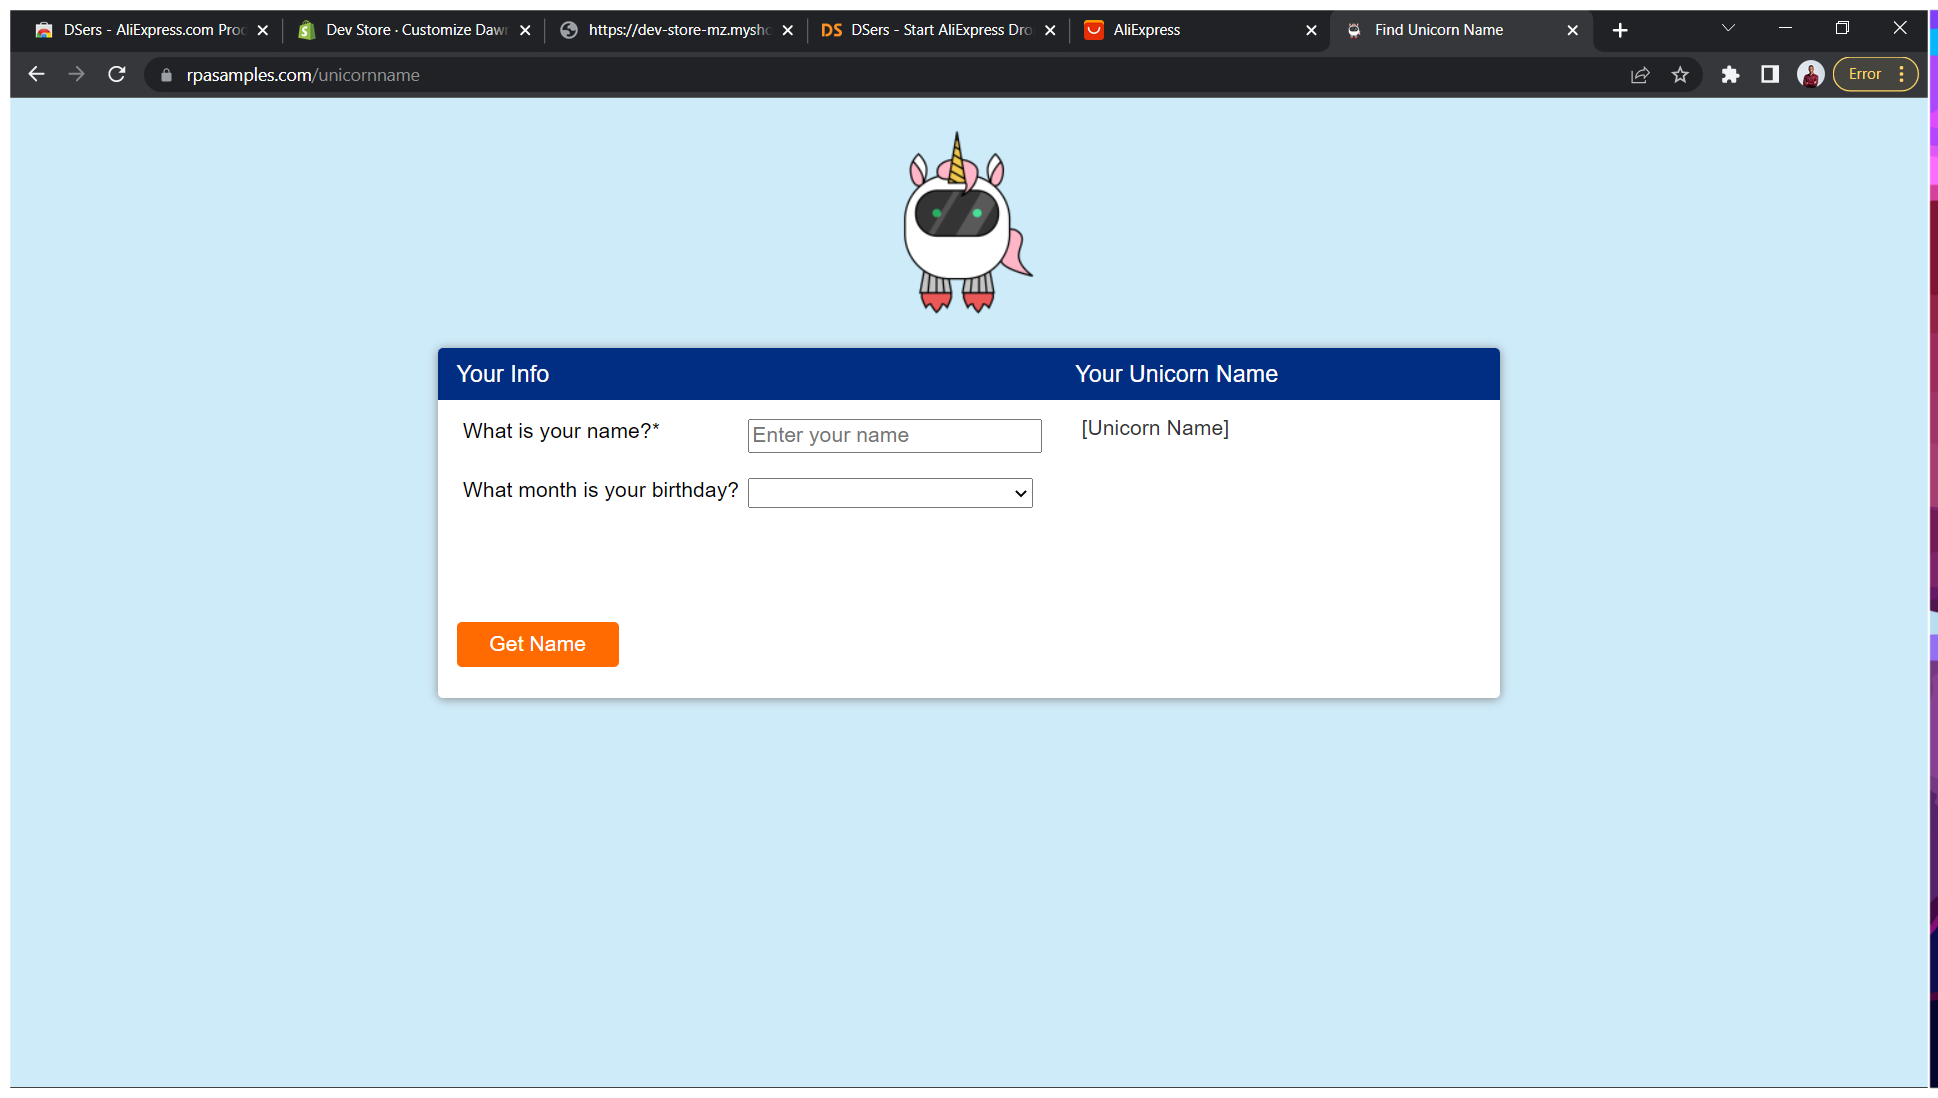 DSers - AliExpress.com Proc
Dev Store · Customize Dawn
https://dev-store-mz.mysho
DS DSers - Start AliExpress Dro
AliExpress
Find Unicorn Name
rpasamples.com/unicornname
Error
Your Info
Your Unicorn Name
What is your name?*
Enter your name
[Unicorn Name]
What month is your birthday?
Get Name